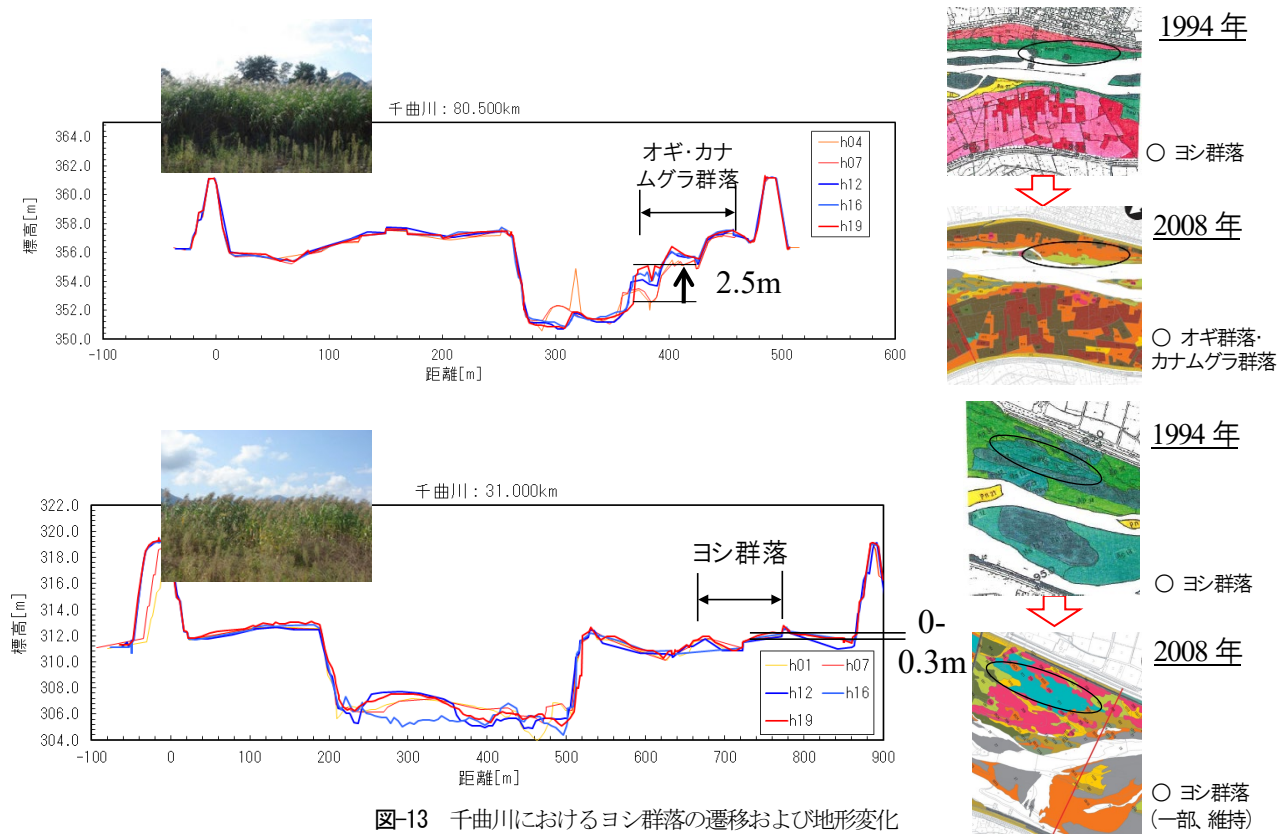 千曲川：80.500km
標高[m]
364.0
362.0
360.0
358.0
356.0
354.0
352.0
350.0
-100
0
100
200
300
400
500
600
距離[m]
オギ・カナ
ムグラ群落
2.5m
h04
h07
h12
h16
h19
1994 年
○ ヨシ群落
2008 年
○ オギ群落・
カナムグラ群落
千曲川：31.000km
標高[m]
322.0
320.0
318.0
316.0
314.0
312.0
310.0
308.0
306.0
304.0
-100
0
100
200
300
400
500
600
700
800
900
距離[m]
ヨシ群落
0-
0.3m
h01
h07
h12
h16
h19
1994 年
○ ヨシ群落
2008 年
○ ヨシ群落
(一部、維持)
図-13 千曲川におけるヨシ群落の遷移および地形変化